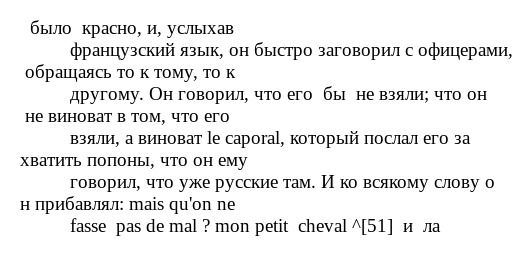 было красно, и, услыхав
французский язык, он быстро заговорил с офицерами,
обращаясь то к тому, то к
другому. Он говорил, что его бы не взяли; что он
не виноват в том, что его
взяли, а виноват le caporal, который послал его за
хватить попоны, что он ему
говорил, что уже русские там. И ко всякому слову о
н прибавлял: mais qu'on ne
fasse pas de mal ? mon petit cheval ^[51] и ла